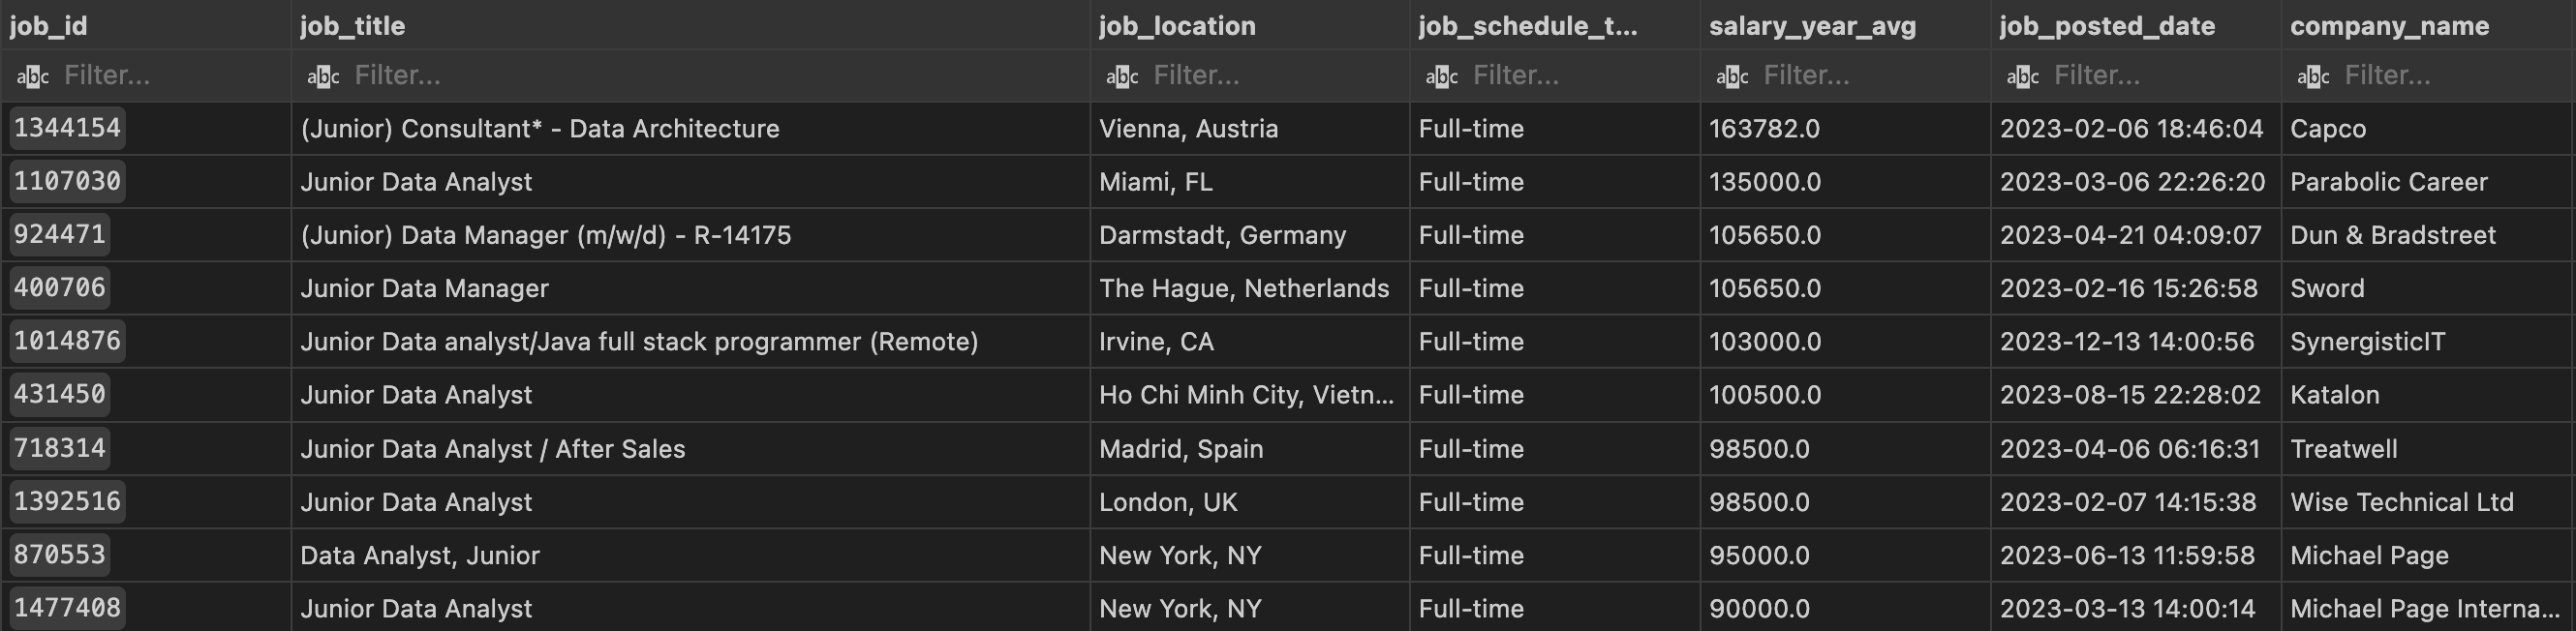 job_id job_title job_location job_schedule_t... salary_year_avg job_posted_date company_name
abc Filter... abc Filter... abc Filter... abc Filter... abc Filter... abc Filter... abc Filter...
1344154 (Junior) Consultant* - Data Architecture Vienna, Austria Full-time 163782.0 2023-02-06 18:46:04 Capco
1107030 Junior Data Analyst Miami, FL Full-time 135000.0 2023-03-06 22:26:20 Parabolic Career
924471 (Junior) Data Manager (m/w/d) - R-14175 Darmstadt, Germany Full-time 105650.0 2023-04-21 04:09:07 Dun & Bradstreet
400706 Junior Data Manager The Hague, Netherlands Full-time 105650.0 2023-02-16 15:26:58 Sword
1014876 Junior Data analyst/Java full stack programmer (Remote) Irvine, CA Full-time 103000.0 2023-12-13 14:00:56 SynergisticIT
431450 Junior Data Analyst Ho Chi Minh City, Vietn... Full-time 100500.0 2023-08-15 22:28:02 Katalon
718314 Junior Data Analyst / After Sales Madrid, Spain Full-time 98500.0 2023-04-06 06:16:31 Treatwell
1392516 Junior Data Analyst London, UK Full-time 98500.0 2023-02-07 14:15:38 Wise Technical Ltd
870553 Data Analyst, Junior New York, NY Full-time 95000.0 2023-06-13 11:59:58 Michael Page
1477408 Junior Data Analyst New York, NY Full-time 90000.0 2023-03-13 14:00:14 Michael Page Interna...